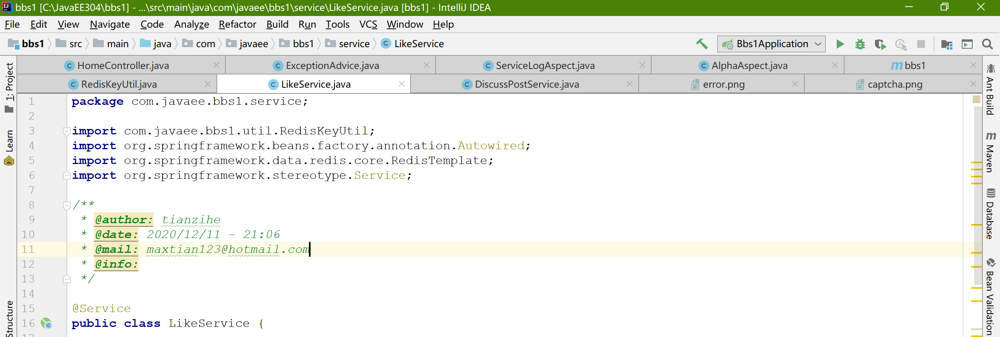 bbs1 [C:\JavaEE304\bbs1] - ...\src\main\java\com\javaee\bbs1\service\LikeService.java [bbs1] - IntelliJ IDEA
File Edit View Navigate Code Analyze Refactor Build Run Tools VCS Window Help
bbs1 src main java com javaee bbs1 service LikeService Bbs1Application
HomeController.java ExceptionAdvice.java ServiceLogAspect.java AlphaAspect.java bbs1
RedisKeyUtil.java LikeService.java DiscussPostService.java error.png captcha.png
1: Project
Learn
Structure
1 package com.javaee.bbs1.service;
2
3 import com.javaee.bbs1.util.RedisKeyUtil;
4 import org.springframework.beans.factory.annotation.Autowired;
5 import org.springframework.data.redis.core.RedisTemplate;
6 import org.springframework.stereotype.Service;
7
8 /**
9 * @author: tianzihe
10 * @date: 2020/12/11 - 21:06
11 * @mail: maxtian123@hotmail.com
12 * @info:
13 */
14
15 @Service
16 public class LikeService {
17
Ant Build
Maven
Database
Bean Validation